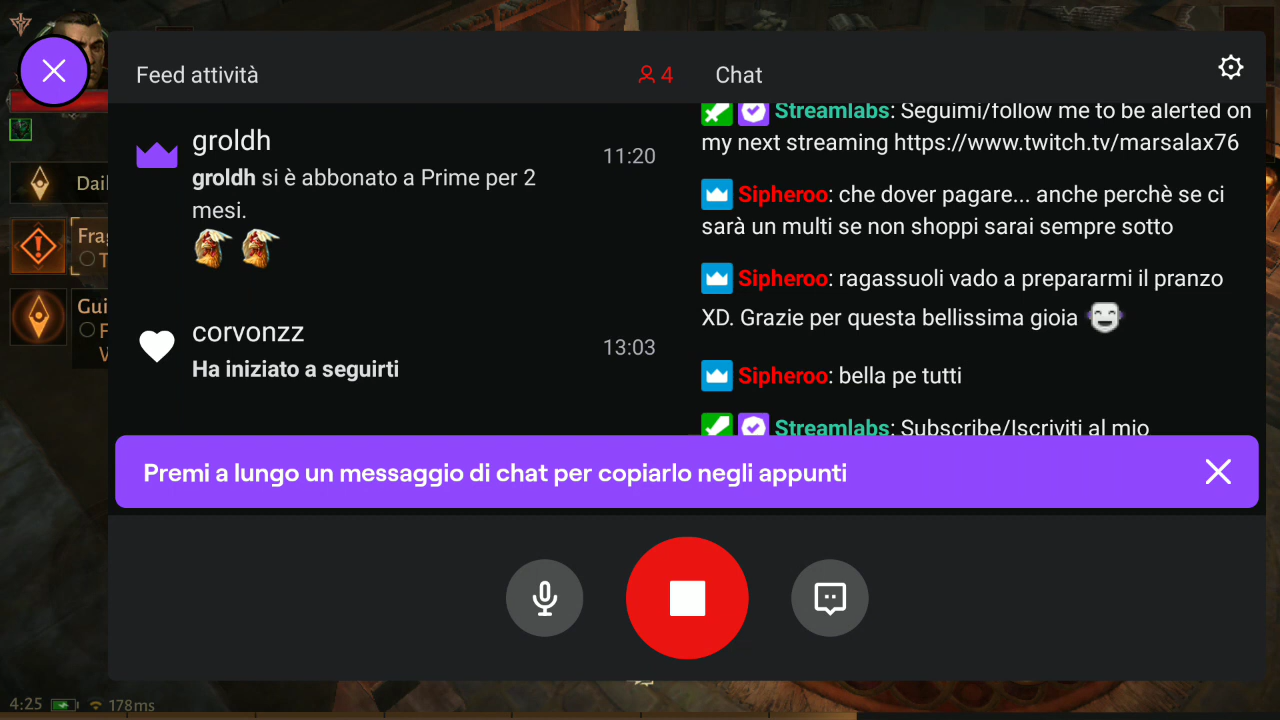 Feed attività
4
Chat
groldh
groldh si è abbonato a Prime per 2
mesi.
11:20
corvonzz
Ha iniziato a seguirti
13:03
Streamlabs: Seguimi/follow me to be alerted on
my next streaming https://www.twitch.tv/marsalax76
Sipheroo: che dover pagare... anche perchè se ci
sarà un multi se non shoppi sarai sempre sotto
Sipheroo: ragassuoli vado a prepararmi il pranzo
XD. Grazie per questa bellissima gioia
Sipheroo: bella pe tutti
Streamlabs: Subscribe/Iscriviti al mio
Premi a lungo un messaggio di chat per copiarlo negli appunti
Dail
Fra
T
Gui
F
V
4:25
178ms